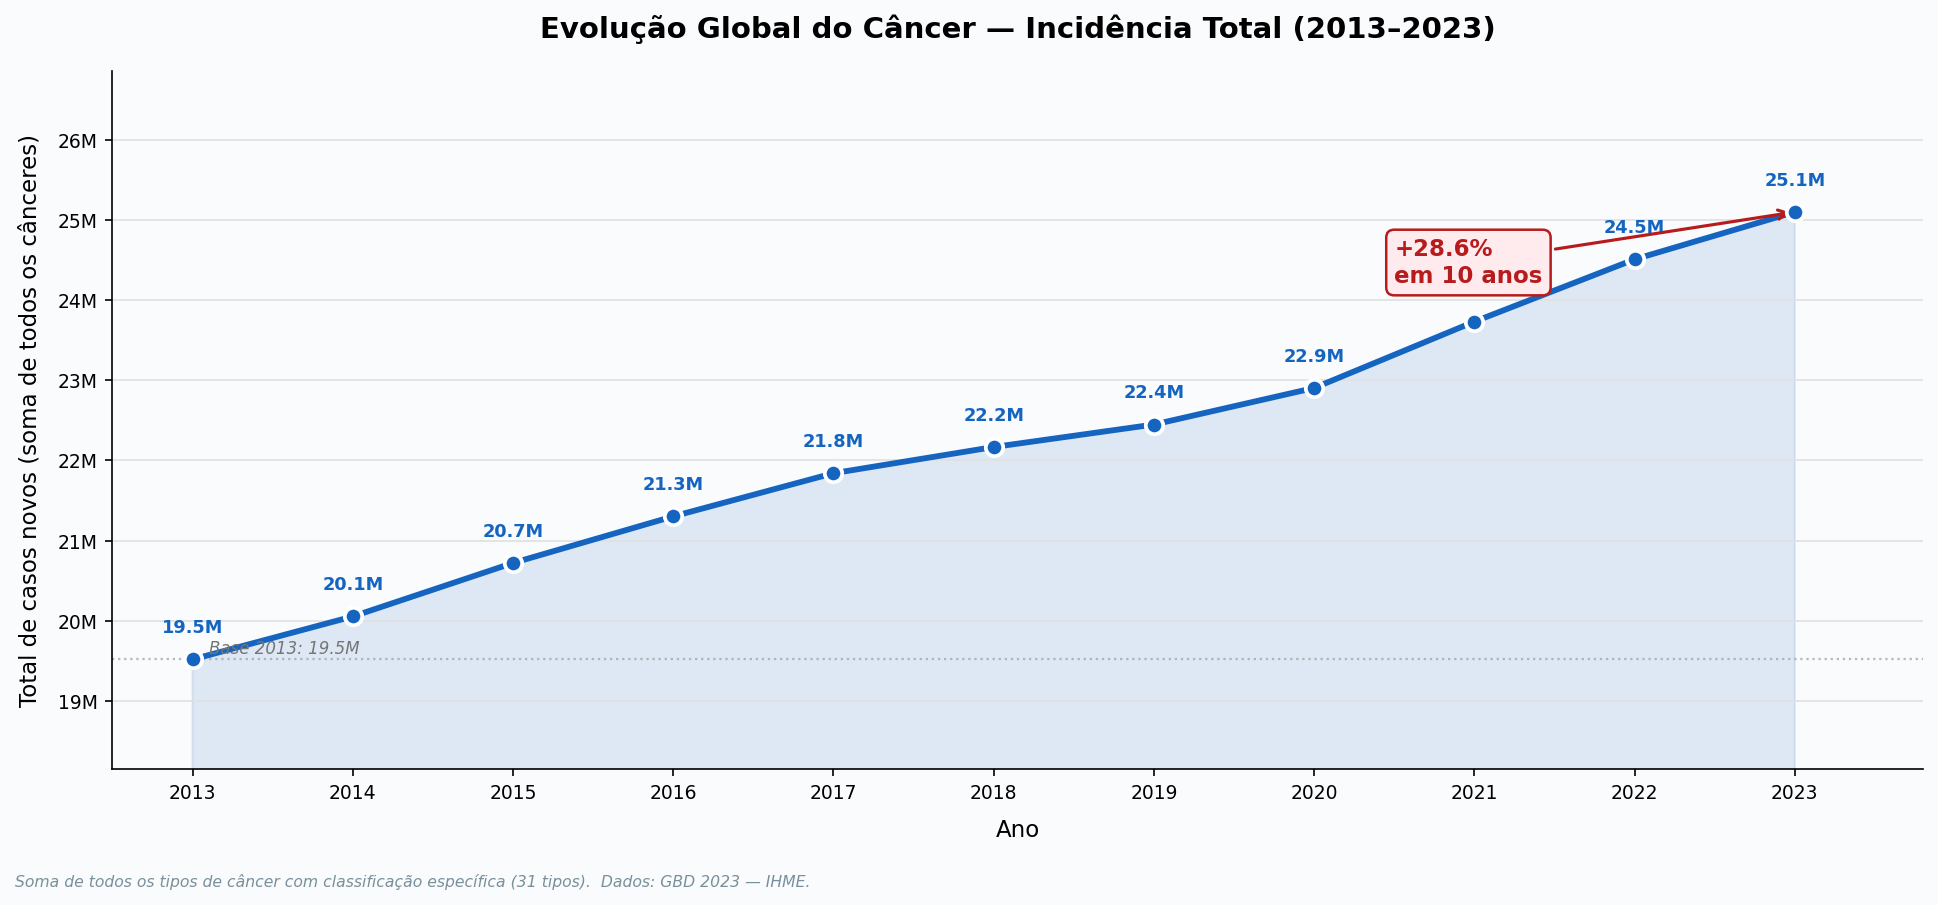 Evolução Global do Câncer — Incidência Total (2013–2023)
Total de casos novos (soma de todos os cânceres)
26M
25M
24M
23M
22M
21M
20M
19M
19.5M
20.1M
20.7M
21.3M
21.8M
22.2M
22.4M
22.9M
24.5M
25.1M
+28.6%
em 10 anos
Base 2013: 19.5M
2013
2014
2015
2016
2017
2018
2019
2020
2021
2022
2023
Ano
Soma de todos os tipos de câncer com classificação específica (31 tipos).  Dados: GBD 2023 — IHME.